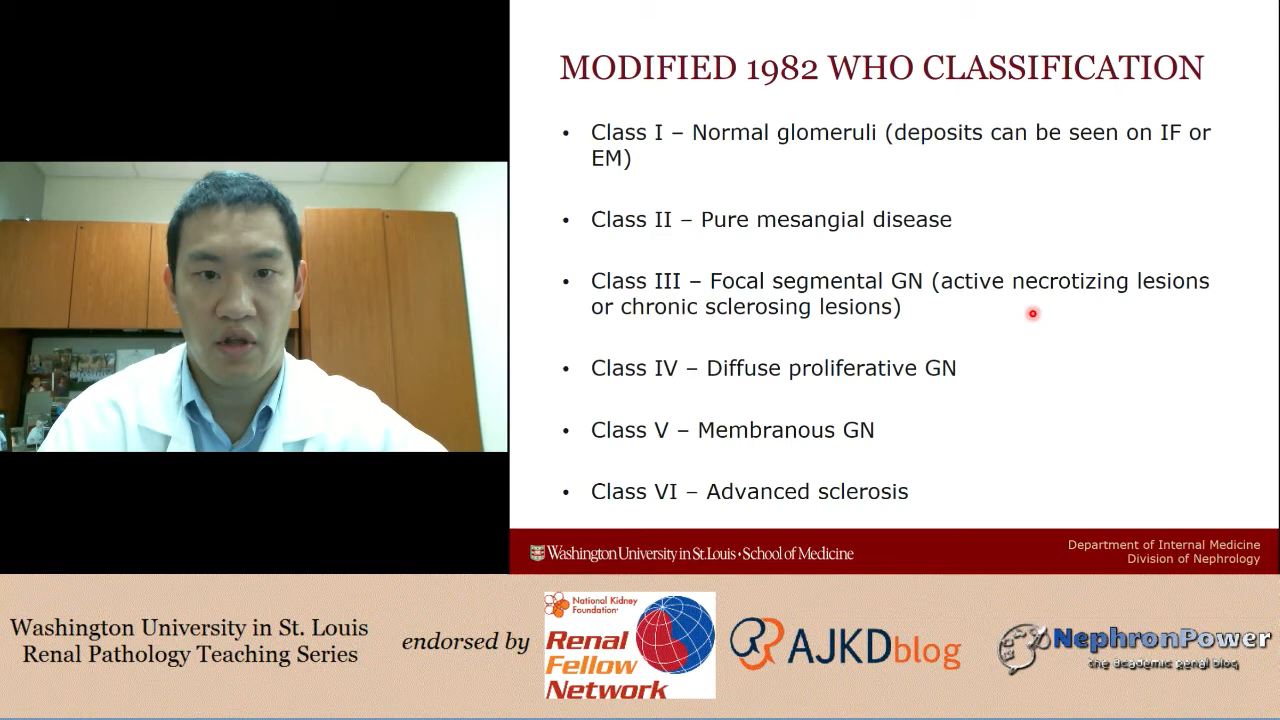 MODIFIED 1982 WHO CLASSIFICATION
• Class I – Normal glomeruli (deposits can be seen on IF or
EM)
• Class II – Pure mesangial disease
• Class III – Focal segmental GN (active necrotizing lesions
or chronic sclerosing lesions)
• Class IV – Diffuse proliferative GN
• Class V – Membranous GN
• Class VI – Advanced sclerosis
Washington University in St. Louis • School of Medicine
Department of Internal Medicine
Division of Nephrology
Washington University in St. Louis
Renal Pathology Teaching Series
endorsed by
National Kidney
Foundation
Renal
Fellow
Network
AJKDblog
NephronPower
the academic renal blog